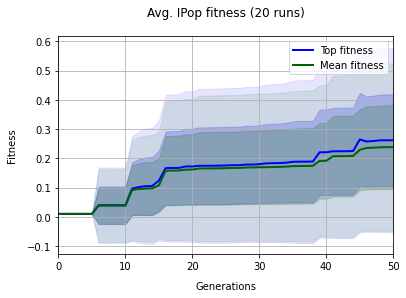 Avg. IPop fitness (20 runs)
Top fitness
Mean fitness
Fitness
0.6
0.5
0.4
0.3
0.2
0.1
0.0
−0.1
0 10 20 30 40 50
Generations